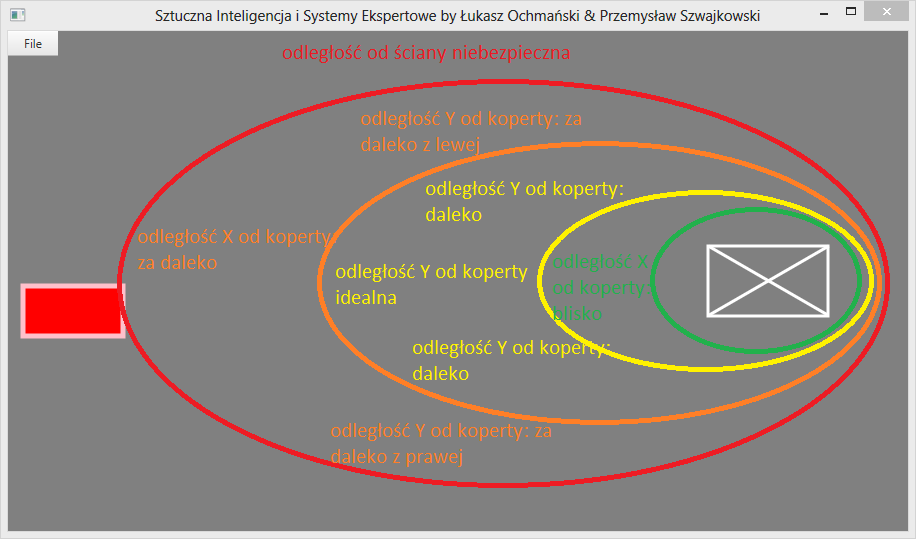 Sztuczna Inteligencja i Systemy Ekspertowe by Łukasz Ochmański & Przemysław Szwajkowski
File
odległość od ściany niebezpieczna
odległość Y od koperty: za
daleko z lewej
odległość Y od koperty:
daleko
odległość X od koperty
za daleko
odległość Y od koperty
idealna
odległość X
od koperty:
blisko
odległość Y od koperty:
daleko
odległość Y od koperty: za
daleko z prawej